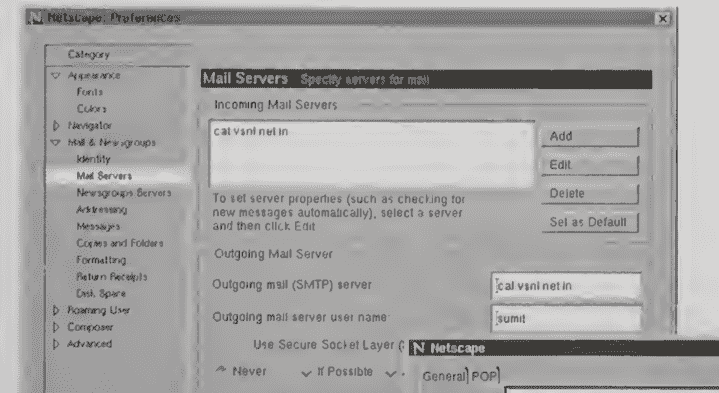 Netscape: Preferences
Category
Appearance
Fonts
Colors
Navigator
Mail & Newsgroups
Identity
Mail Servers
Newsgroups Servers
Addressing
Messages
Copies and Folders
Formatting
Return Receipts
Disk Space
Roaming User
Composer
Advanced
Mail Servers Specify servers for mail
Incoming Mail Servers
cal vsnl net in
Add
Edit
Delete
Set as Default
To set server properties (such as checking for
new messages automatically), select a server
and then click Edit
Outgoing Mail Server
Outgoing mail (SMTP) server
cal vsnl net in
Outgoing mail server user name
sumit
Use Secure Socket Layer (
Never If Possible
Netscape
General POP